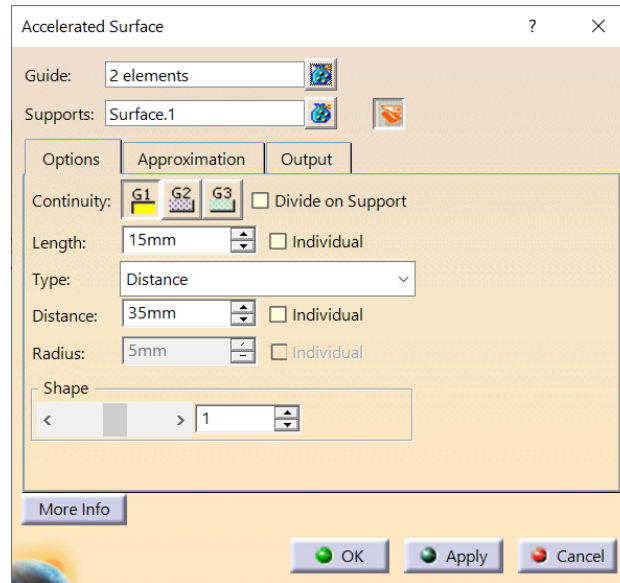 Accelerated Surface ? ×
Guide: 2 elements
Supports: Surface.1
Options Approximation Output
Continuity: G1 G2 G3 Divide on Support
Length: 15mm Individual
Type: Distance
Distance: 35mm Individual
Radius: 5mm Individual
Shape
< > 1
More Info
OK Apply Cancel